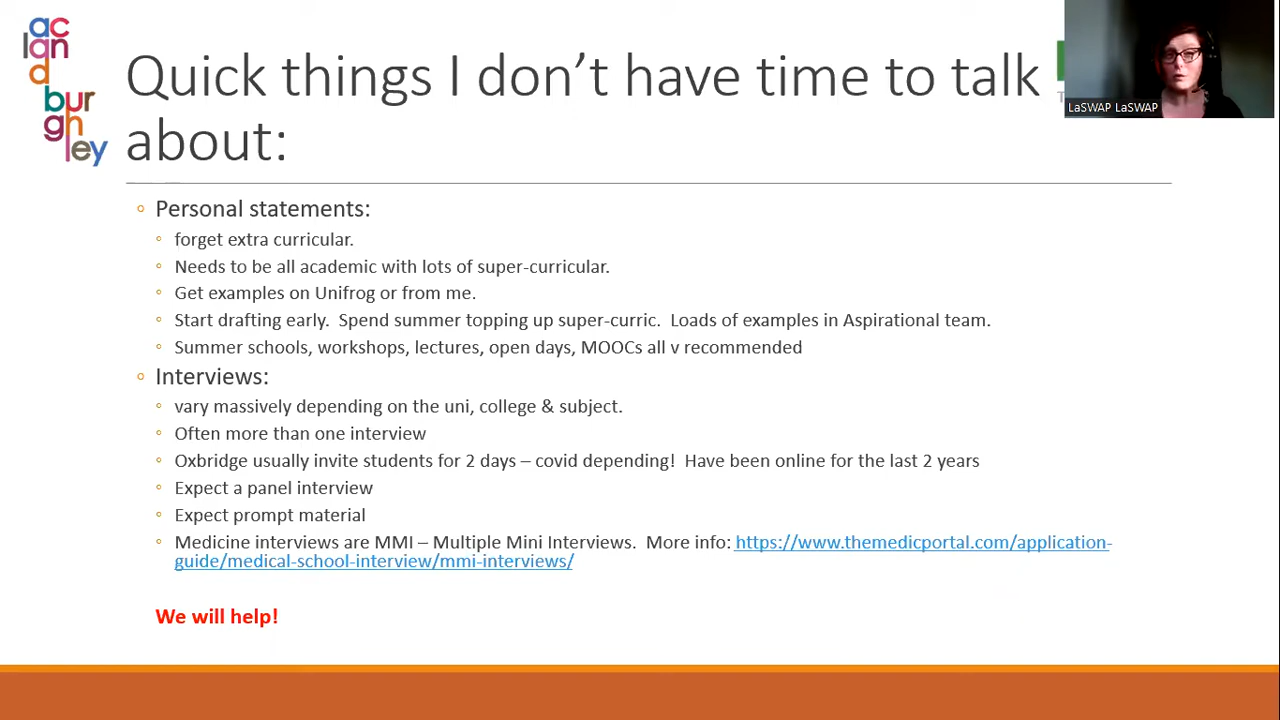 ac
lan
d
bur
gh
ley
Quick things I don't have time to talk
about:
LaSWAP LaSWAP
◦ Personal statements:
◦ forget extra curricular.
◦ Needs to be all academic with lots of super-curricular.
◦ Get examples on Unifrog or from me.
◦ Start drafting early.  Spend summer topping up super-curric.  Loads of examples in Aspirational team.
◦ Summer schools, workshops, lectures, open days, MOOCs all v recommended
◦ Interviews:
◦ vary massively depending on the uni, college & subject.
◦ Often more than one interview
◦ Oxbridge usually invite students for 2 days – covid depending!  Have been online for the last 2 years
◦ Expect a panel interview
◦ Expect prompt material
◦ Medicine interviews are MMI – Multiple Mini Interviews.  More info: https://www.themedicportal.com/application-
guide/medical-school-interview/mmi-interviews/
We will help!